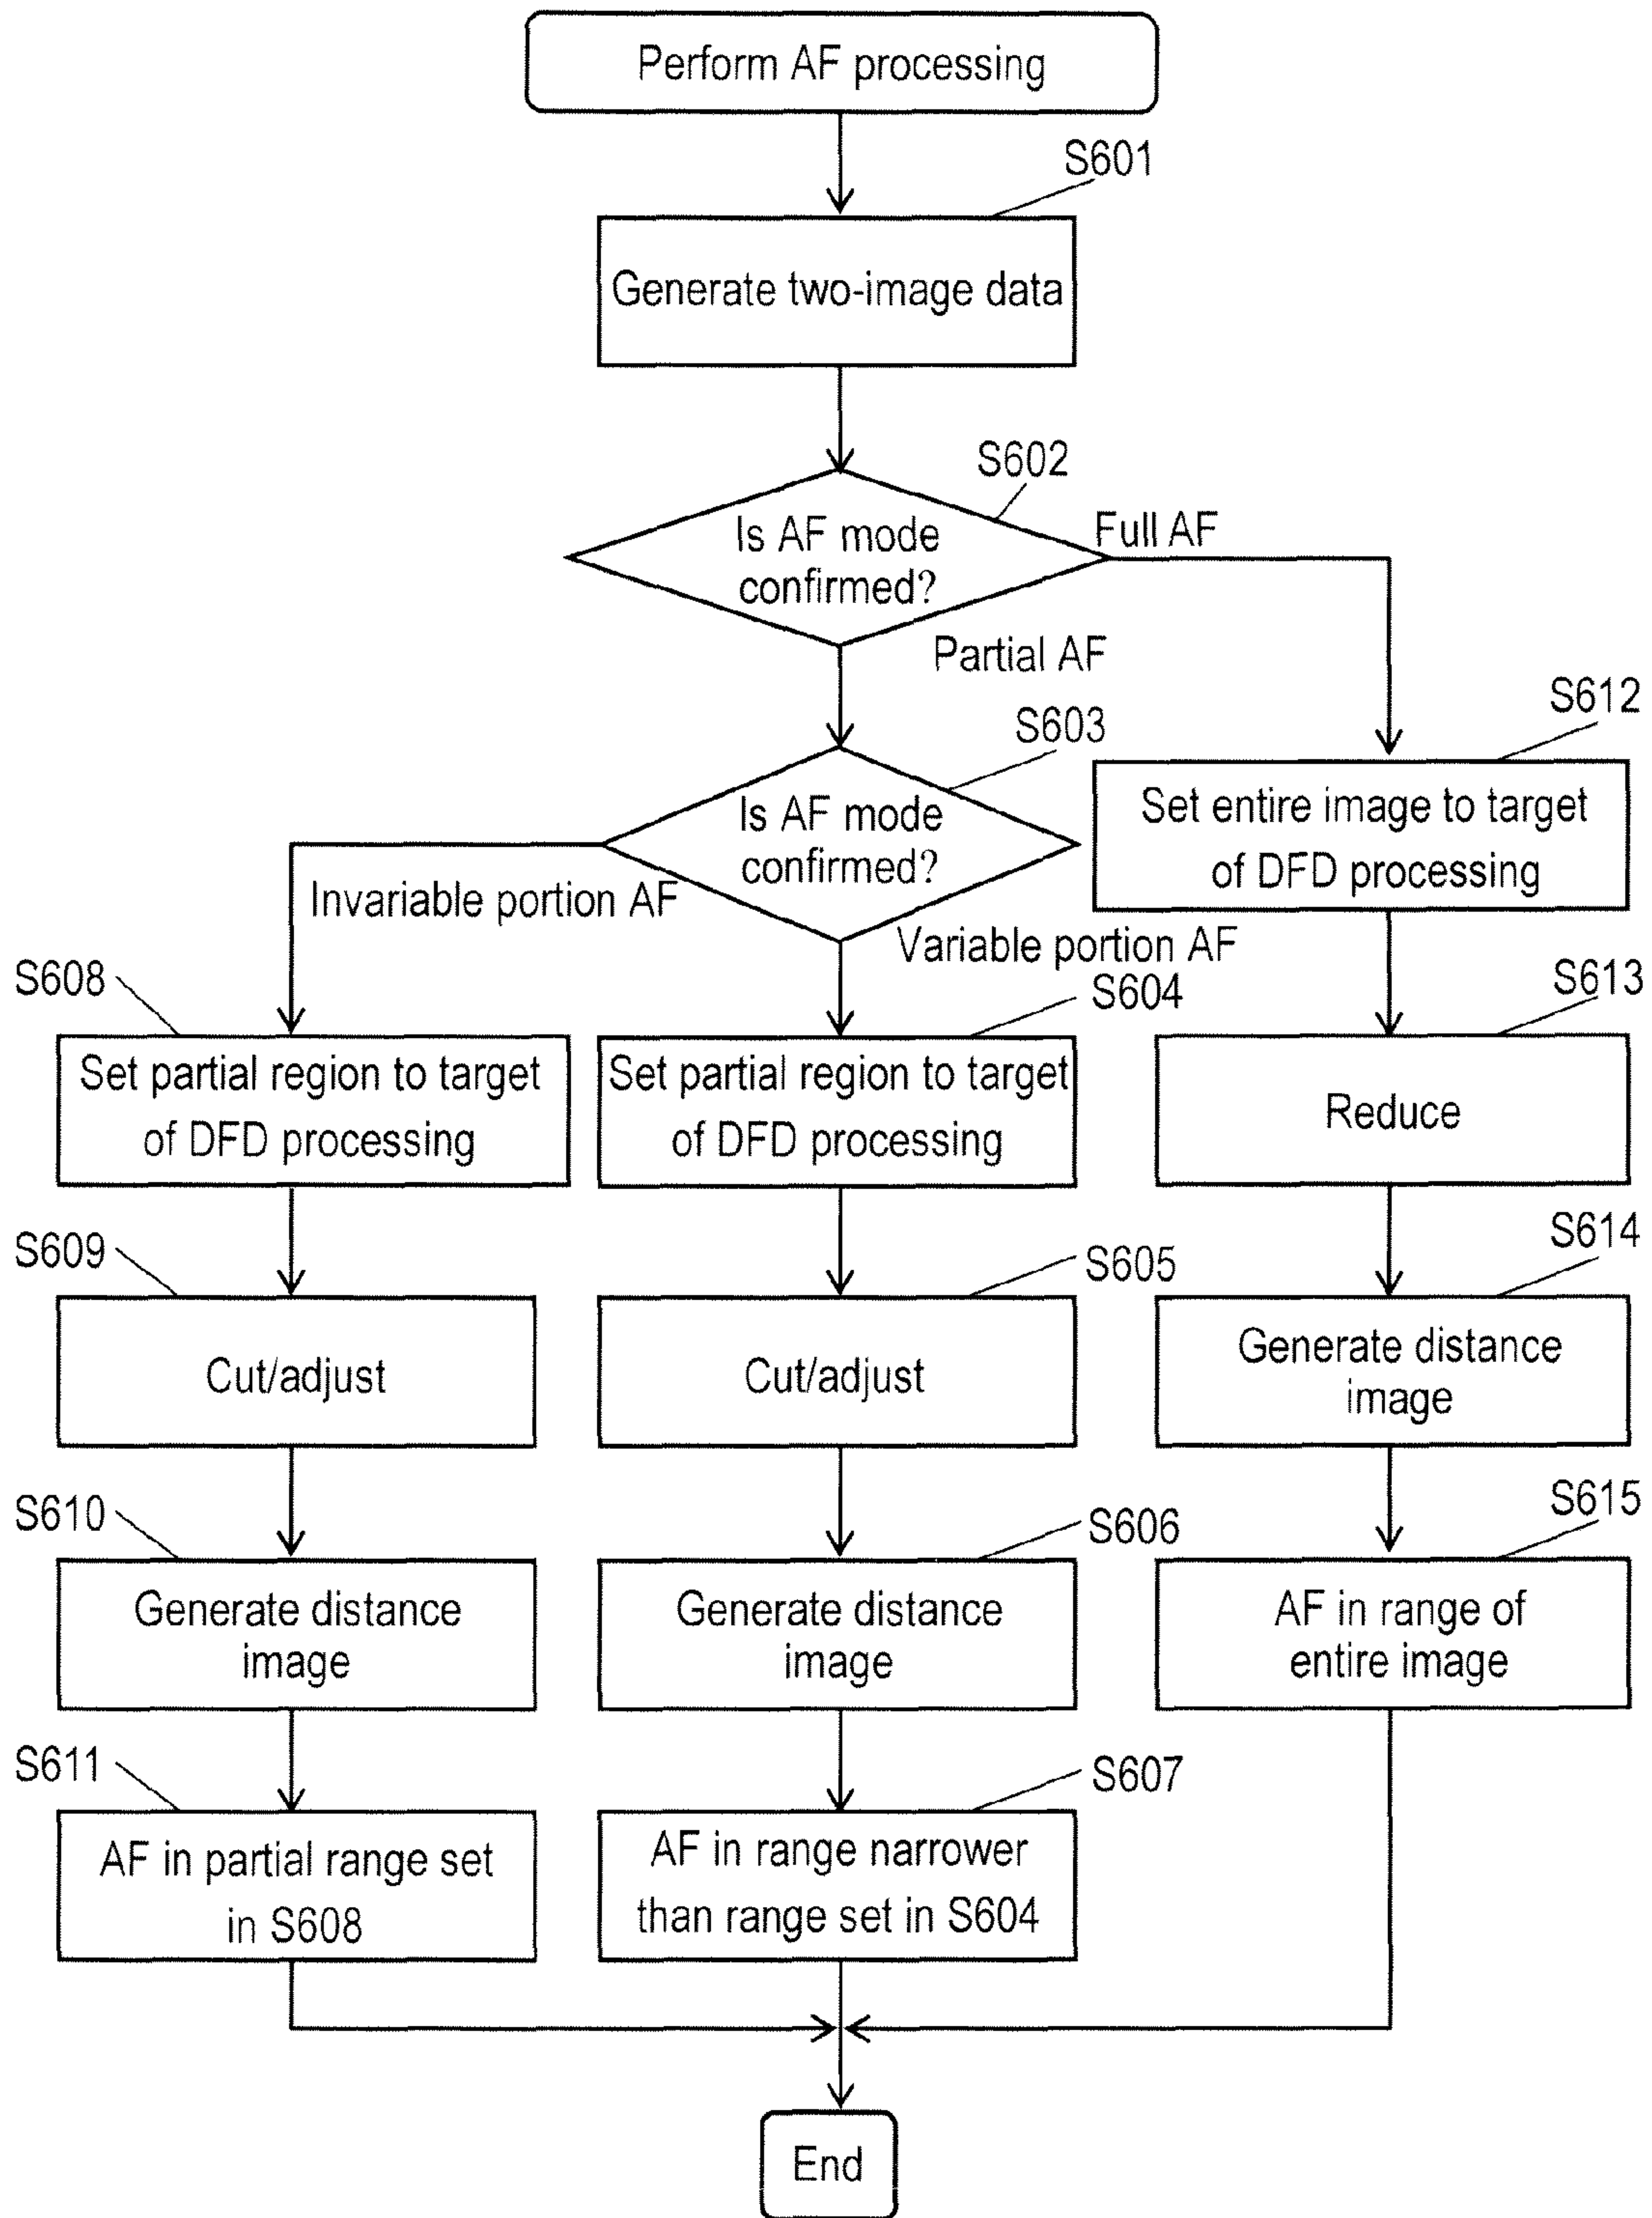 Perform AF processing
S601
Generate two-image data
S602
Is AF mode
confirmed?
Full AF
Partial AF
S603
Is AF mode
confirmed?
Invariable portion AF
Variable portion AF
S612
Set entire image to target
of DFD processing
S608
Set partial region to target
of DFD processing
S604
Set partial region to target
of DFD processing
S613
Reduce
S609
Cut/adjust
S605
Cut/adjust
S614
Generate distance
image
S610
Generate distance
image
S606
Generate distance
image
S615
AF in range of
entire image
S611
AF in partial range set
in S608
S607
AF in range narrower
than range set in S604
End